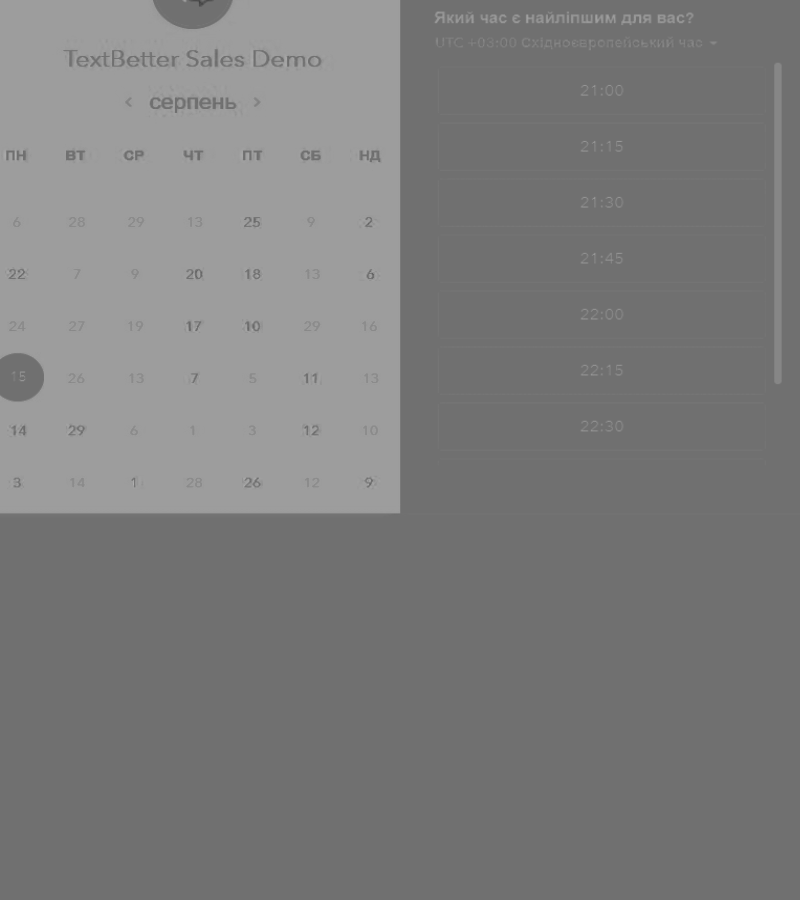 TextBetter Sales Demo
‹ серпень ›
ПН ВТ СР ЧТ ПТ СБ НД
6 28 29 13 25 9 2
22 7 9 20 18 13 6
24 27 19 17 10 29 16
15 26 13 7 5 11 13
14 29 6 1 3 12 10
3 14 1 28 26 12 9
Який час є найліпшим для вас?
UTC +03:00 Східноєвропейський час
21:00
21:15
21:30
21:45
22:00
22:15
22:30